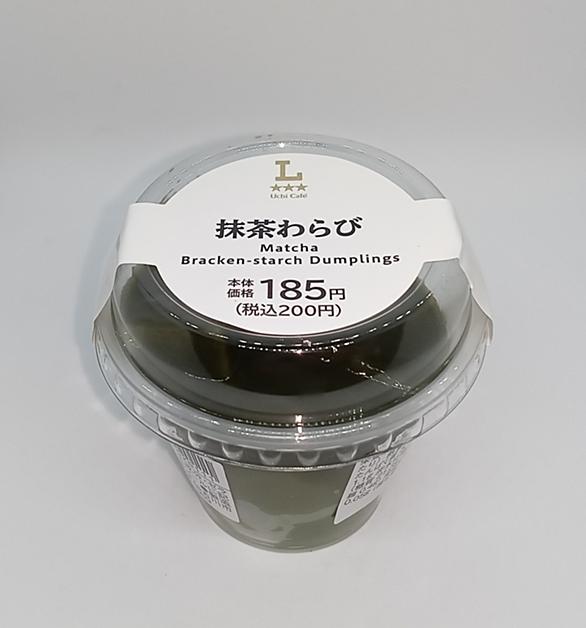 L
★★★
Uchi Café
抹茶わらび
Matcha
Bracken-starch Dumplings
本体
価格 185円
(税込200円)